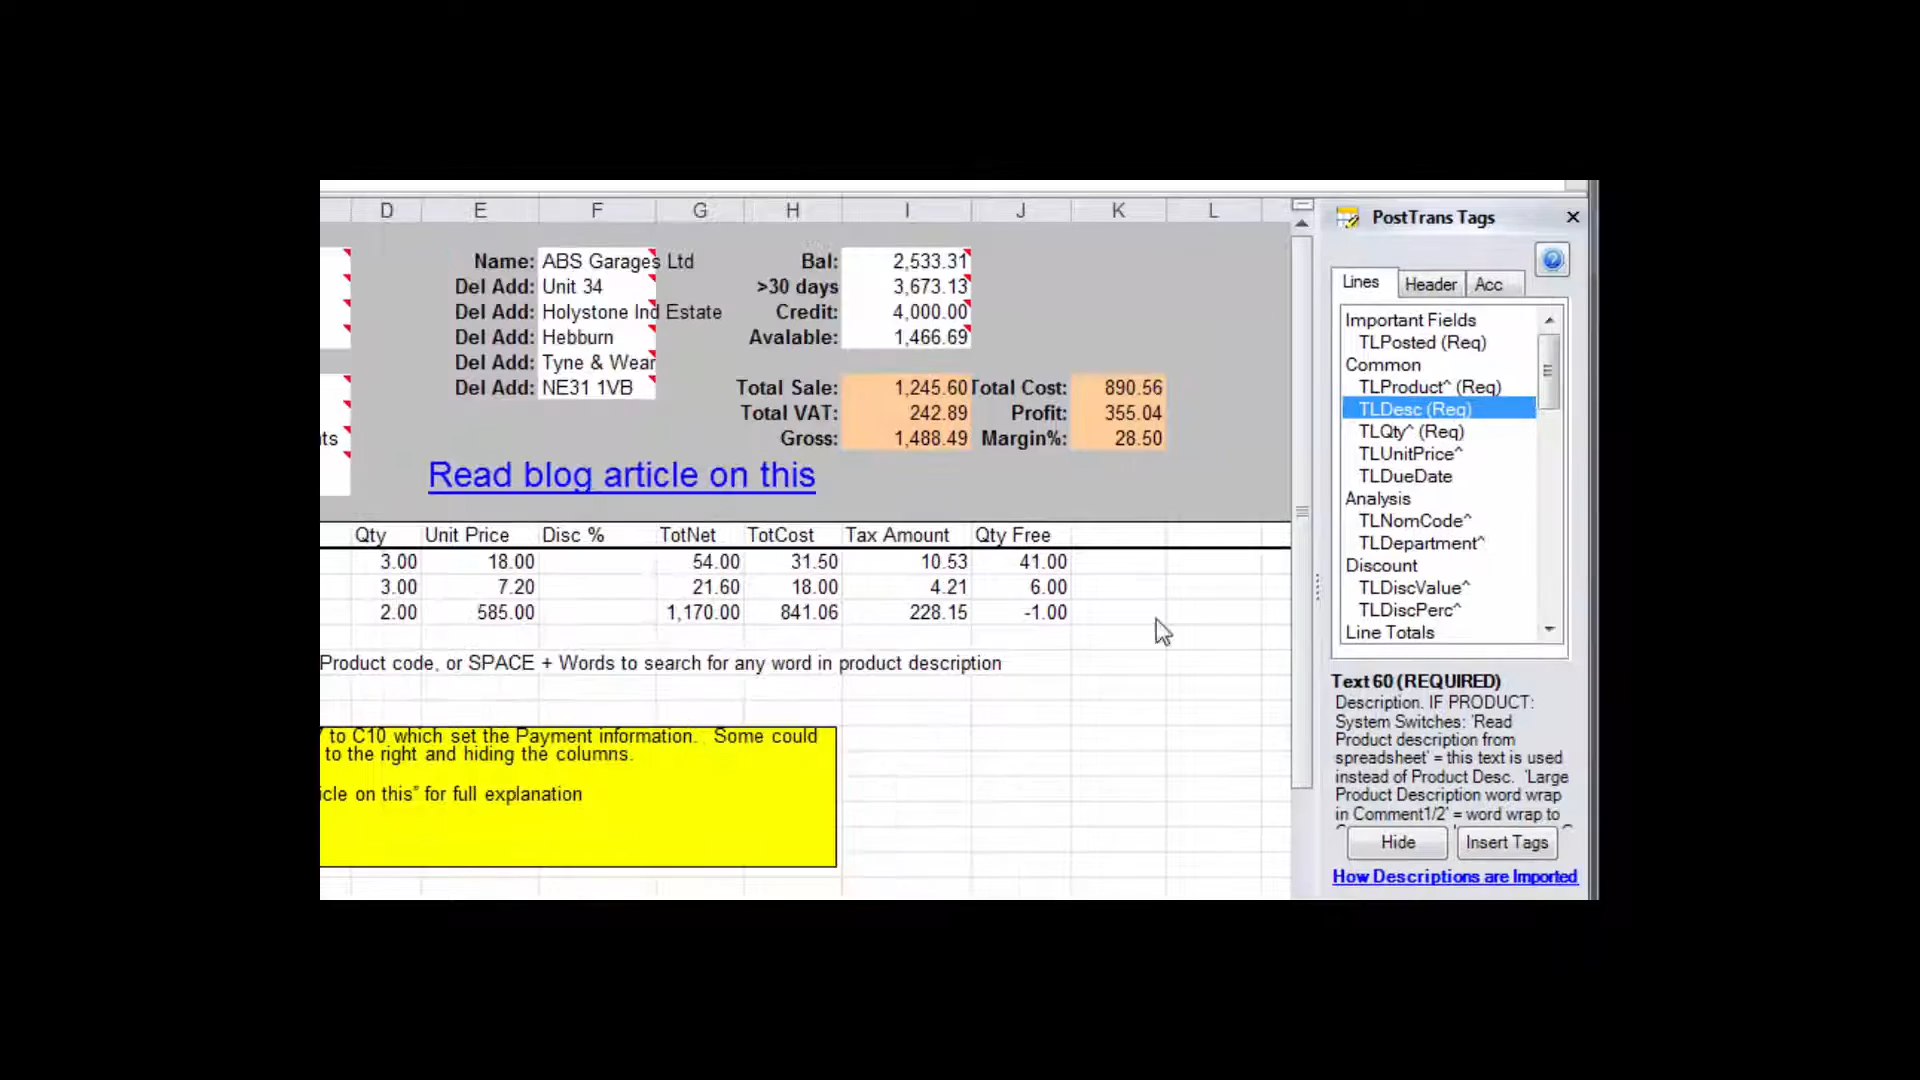 D E F G H I J K L
Name: ABS Garages Ltd Bal: 2,533.31
Del Add: Unit 34 >30 days 3,673.13
Del Add: Holystone Ind Estate Credit: 4,000.00
Del Add: Hebburn Avalable: 1,466.69
Del Add: Tyne & Wear
Del Add: NE31 1VB Total Sale: 1,245.60 Total Cost: 890.56
Total VAT: 242.89 Profit: 355.04
ts Gross: 1,488.49 Margin%: 28.50
Read blog article on this
Qty Unit Price Disc % TotNet TotCost Tax Amount Qty Free
3.00 18.00 54.00 31.50 10.53 41.00
3.00 7.20 21.60 18.00 4.21 6.00
2.00 585.00 1,170.00 841.06 228.15 -1.00
Product code, or SPACE + Words to search for any word in product description
to C10 which set the Payment information. Some could
to the right and hiding the columns.
icle on this" for full explanation
PostTrans Tags
Lines Header Acc
Important Fields
TLPosted (Req)
Common
TLProduct^ (Req)
TLDesc (Req)
TLQty^ (Req)
TLUnitPrice^
TLDueDate
Analysis
TLNomCode^
TLDepartment^
Discount
TLDiscValue^
TLDiscPerc^
Line Totals
Text 60 (REQUIRED)
Description. IF PRODUCT:
System Switches: 'Read
Product description from
spreadsheet' = this text is used
instead of Product Desc. 'Large
Product Description word wrap
in Comment1/2' = word wrap to
Hide Insert Tags
How Descriptions are Imported